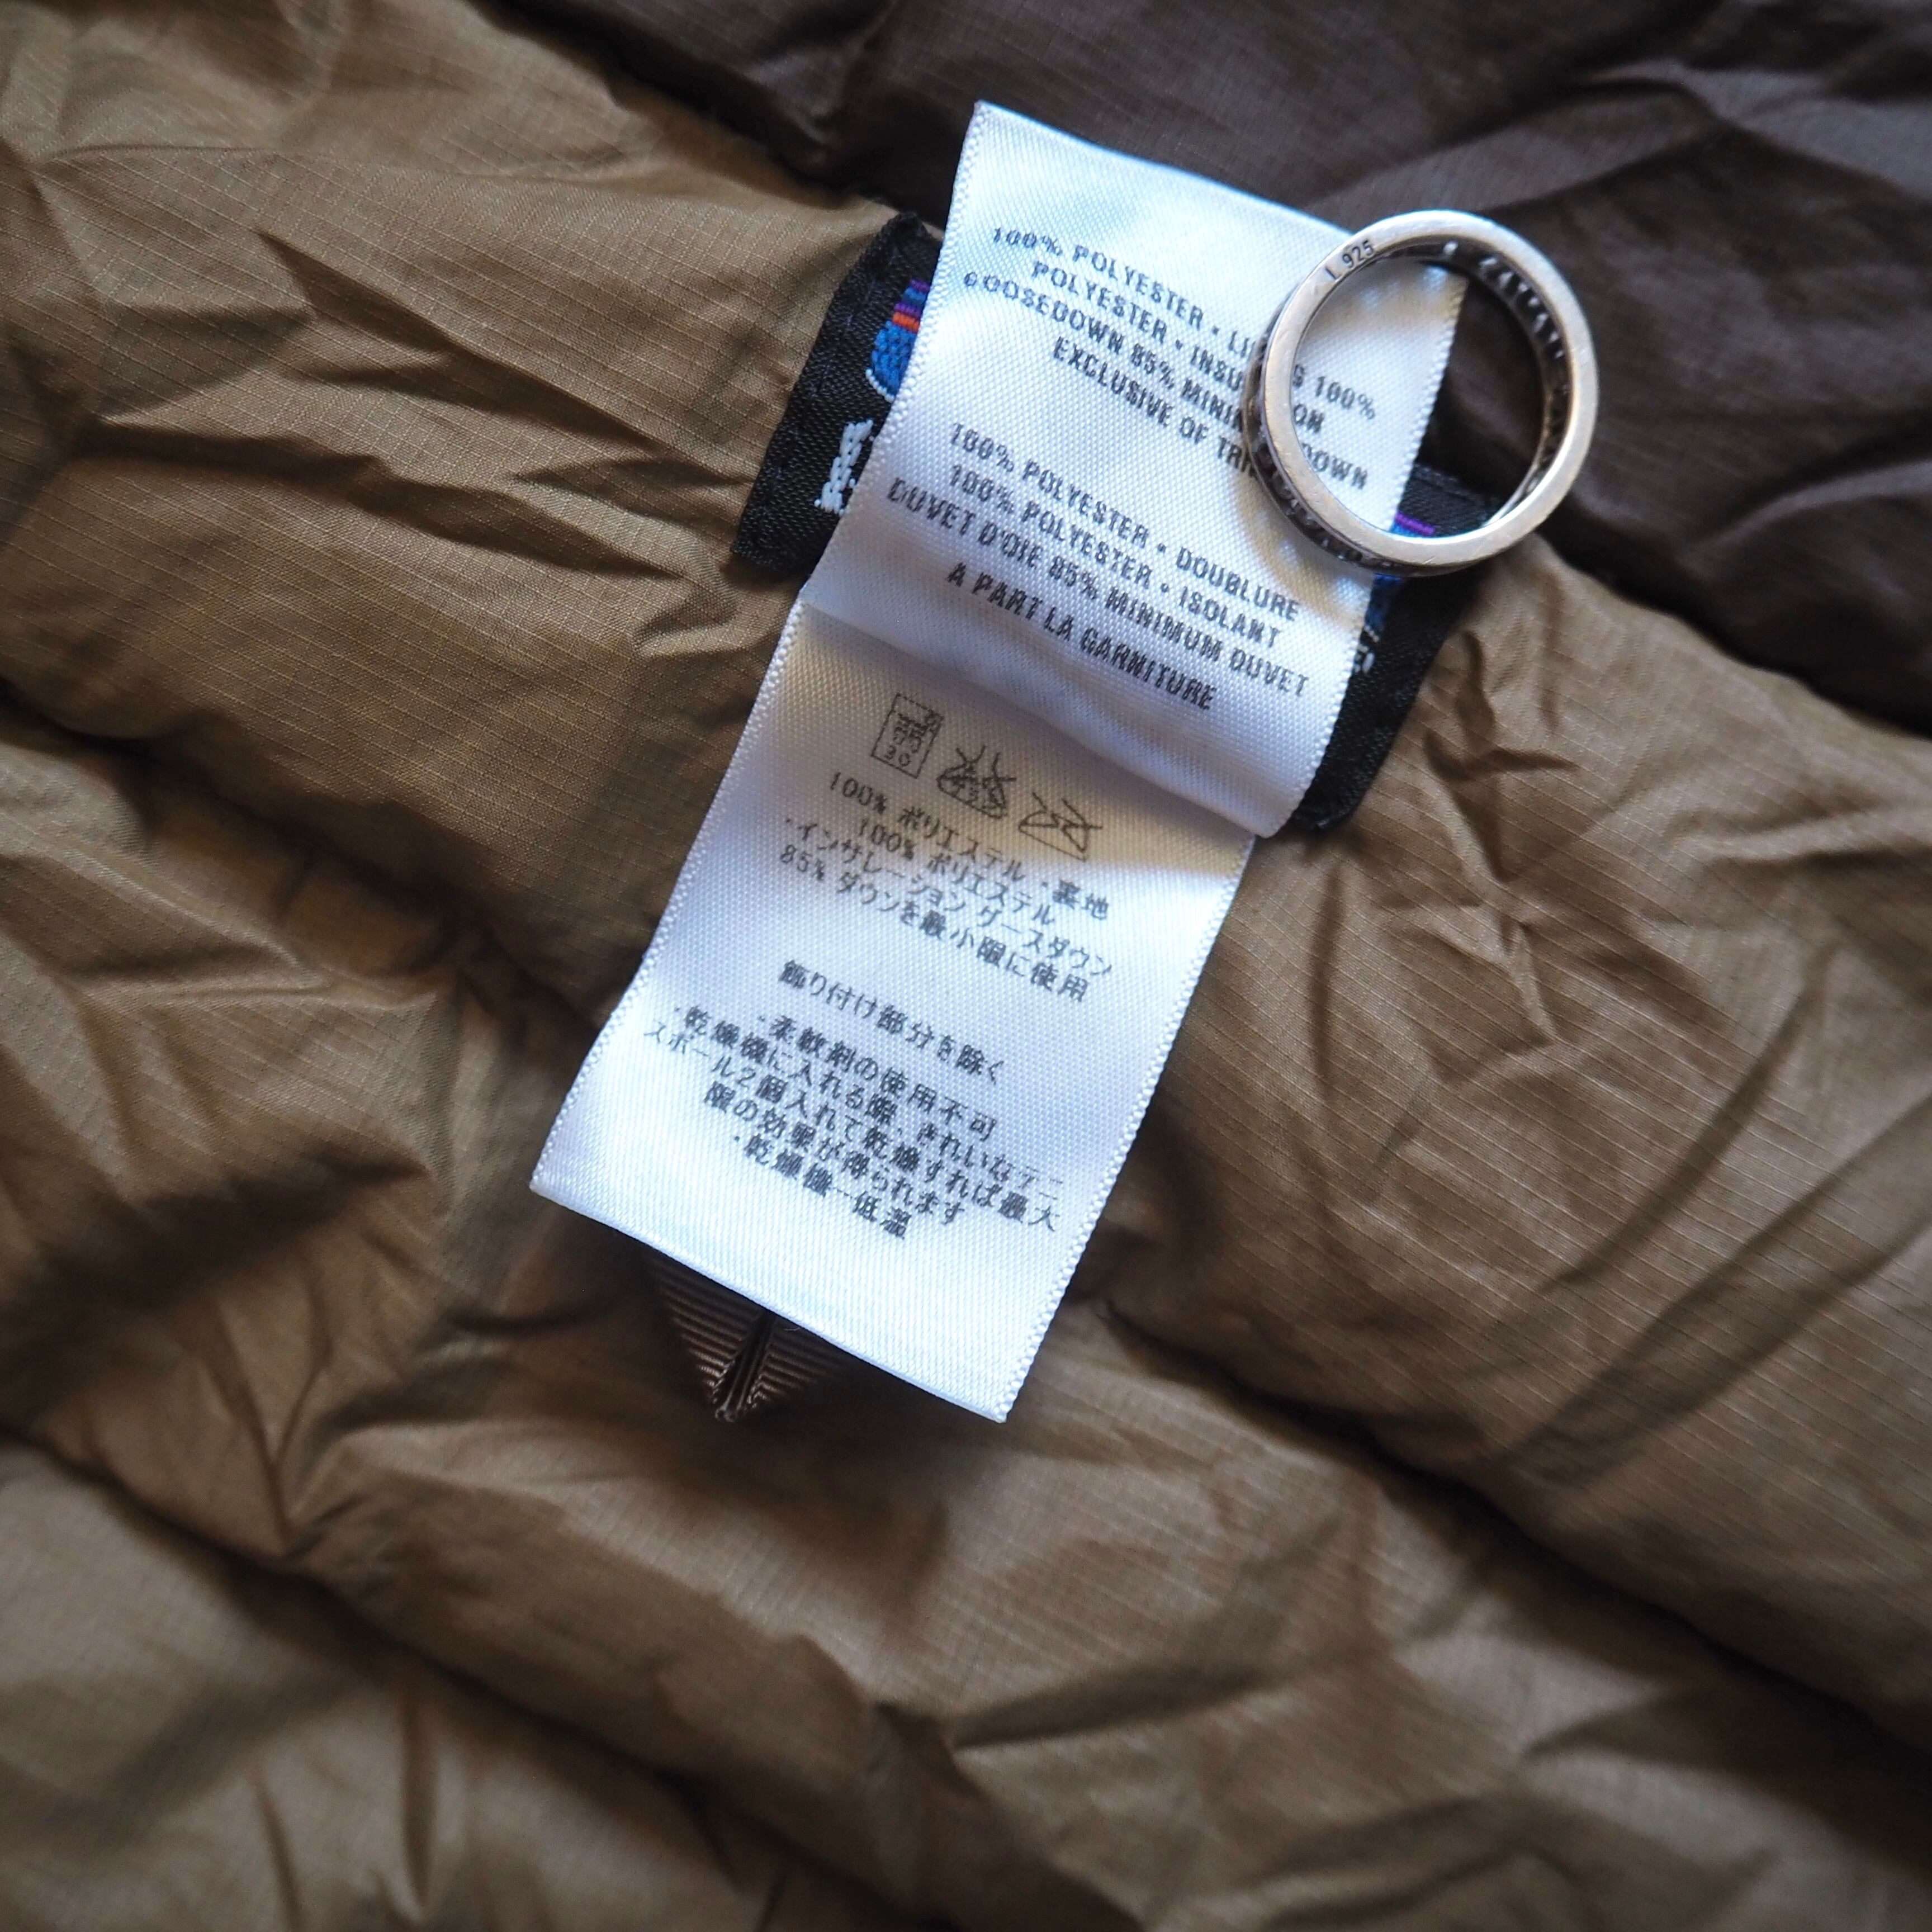 100% POLYESTER • LI S 100%
POLYESTER • INSU ON
GOOSEDOWN 85% MINI DOWN
EXCLUSIVE OF TRI
100% POLYESTER • DOUBLURE
100% POLYESTER • ISOLANT
DUVET D'OIE 85% MINIMUM DUVET
A PART LA GARNITURE
30
100% ポリエステル・裏地
100% ポリエステル
・インサレーション グースダウン
85% ダウンを最小限に使用
飾り付け部分を除く
・柔軟剤の使用不可
・乾燥機に入れる際、きれいなテニ
スボール2個入れて乾燥すれば最大
限の効果が得られます
・乾燥機ー低温
925